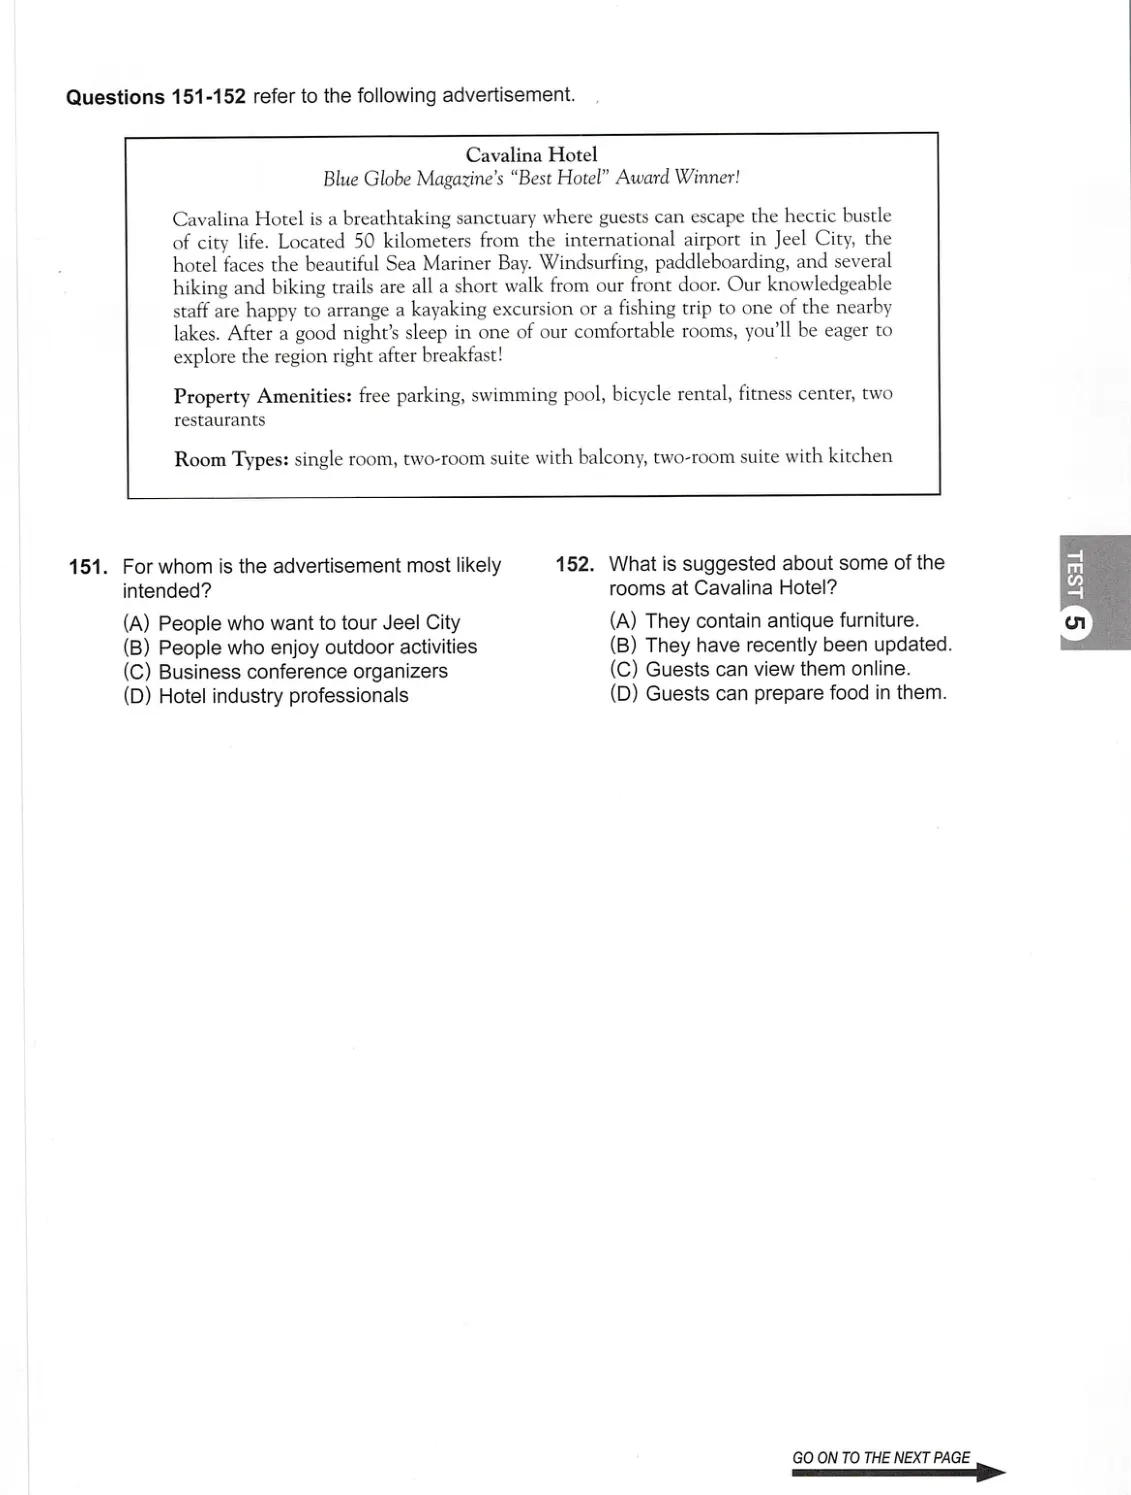 Questions 151-152 refer to the following advertisement.
Cavalina Hotel
Blue Globe Magazine's "Best Hotel" Award Winner!
Cavalina Hotel is a breathtaking sanctuary where guests can escape the hectic bustle
of city life. Located 50 kilometers from the international airport in Jeel City, the
hotel faces the beautiful Sea Mariner Bay. Windsurfing, paddleboarding, and several
hiking and biking trails are all a short walk from our front door. Our knowledgeable
staff are happy to arrange a kayaking excursion or a fishing trip to one of the nearby
lakes. After a good night's sleep in one of our comfortable rooms, you'll be eager to
explore the region right after breakfast!
Property Amenities: free parking, swimming pool, bicycle rental, fitness center, two
restaurants
Room Types: single room, two-room suite with balcony, two-room suite with kitchen
151. For whom is the advertisement most likely
intended?
(A) People who want to tour Jeel City
(B) People who enjoy outdoor activities
(C) Business conference organizers
(D) Hotel industry professionals
152. What is suggested about some of the
rooms at Cavalina Hotel?
(A) They contain antique furniture.
(B) They have recently been updated.
(C) Guests can view them online.
(D) Guests can prepare food in them.
TEST 5
GO ON TO THE NEXT PAGE